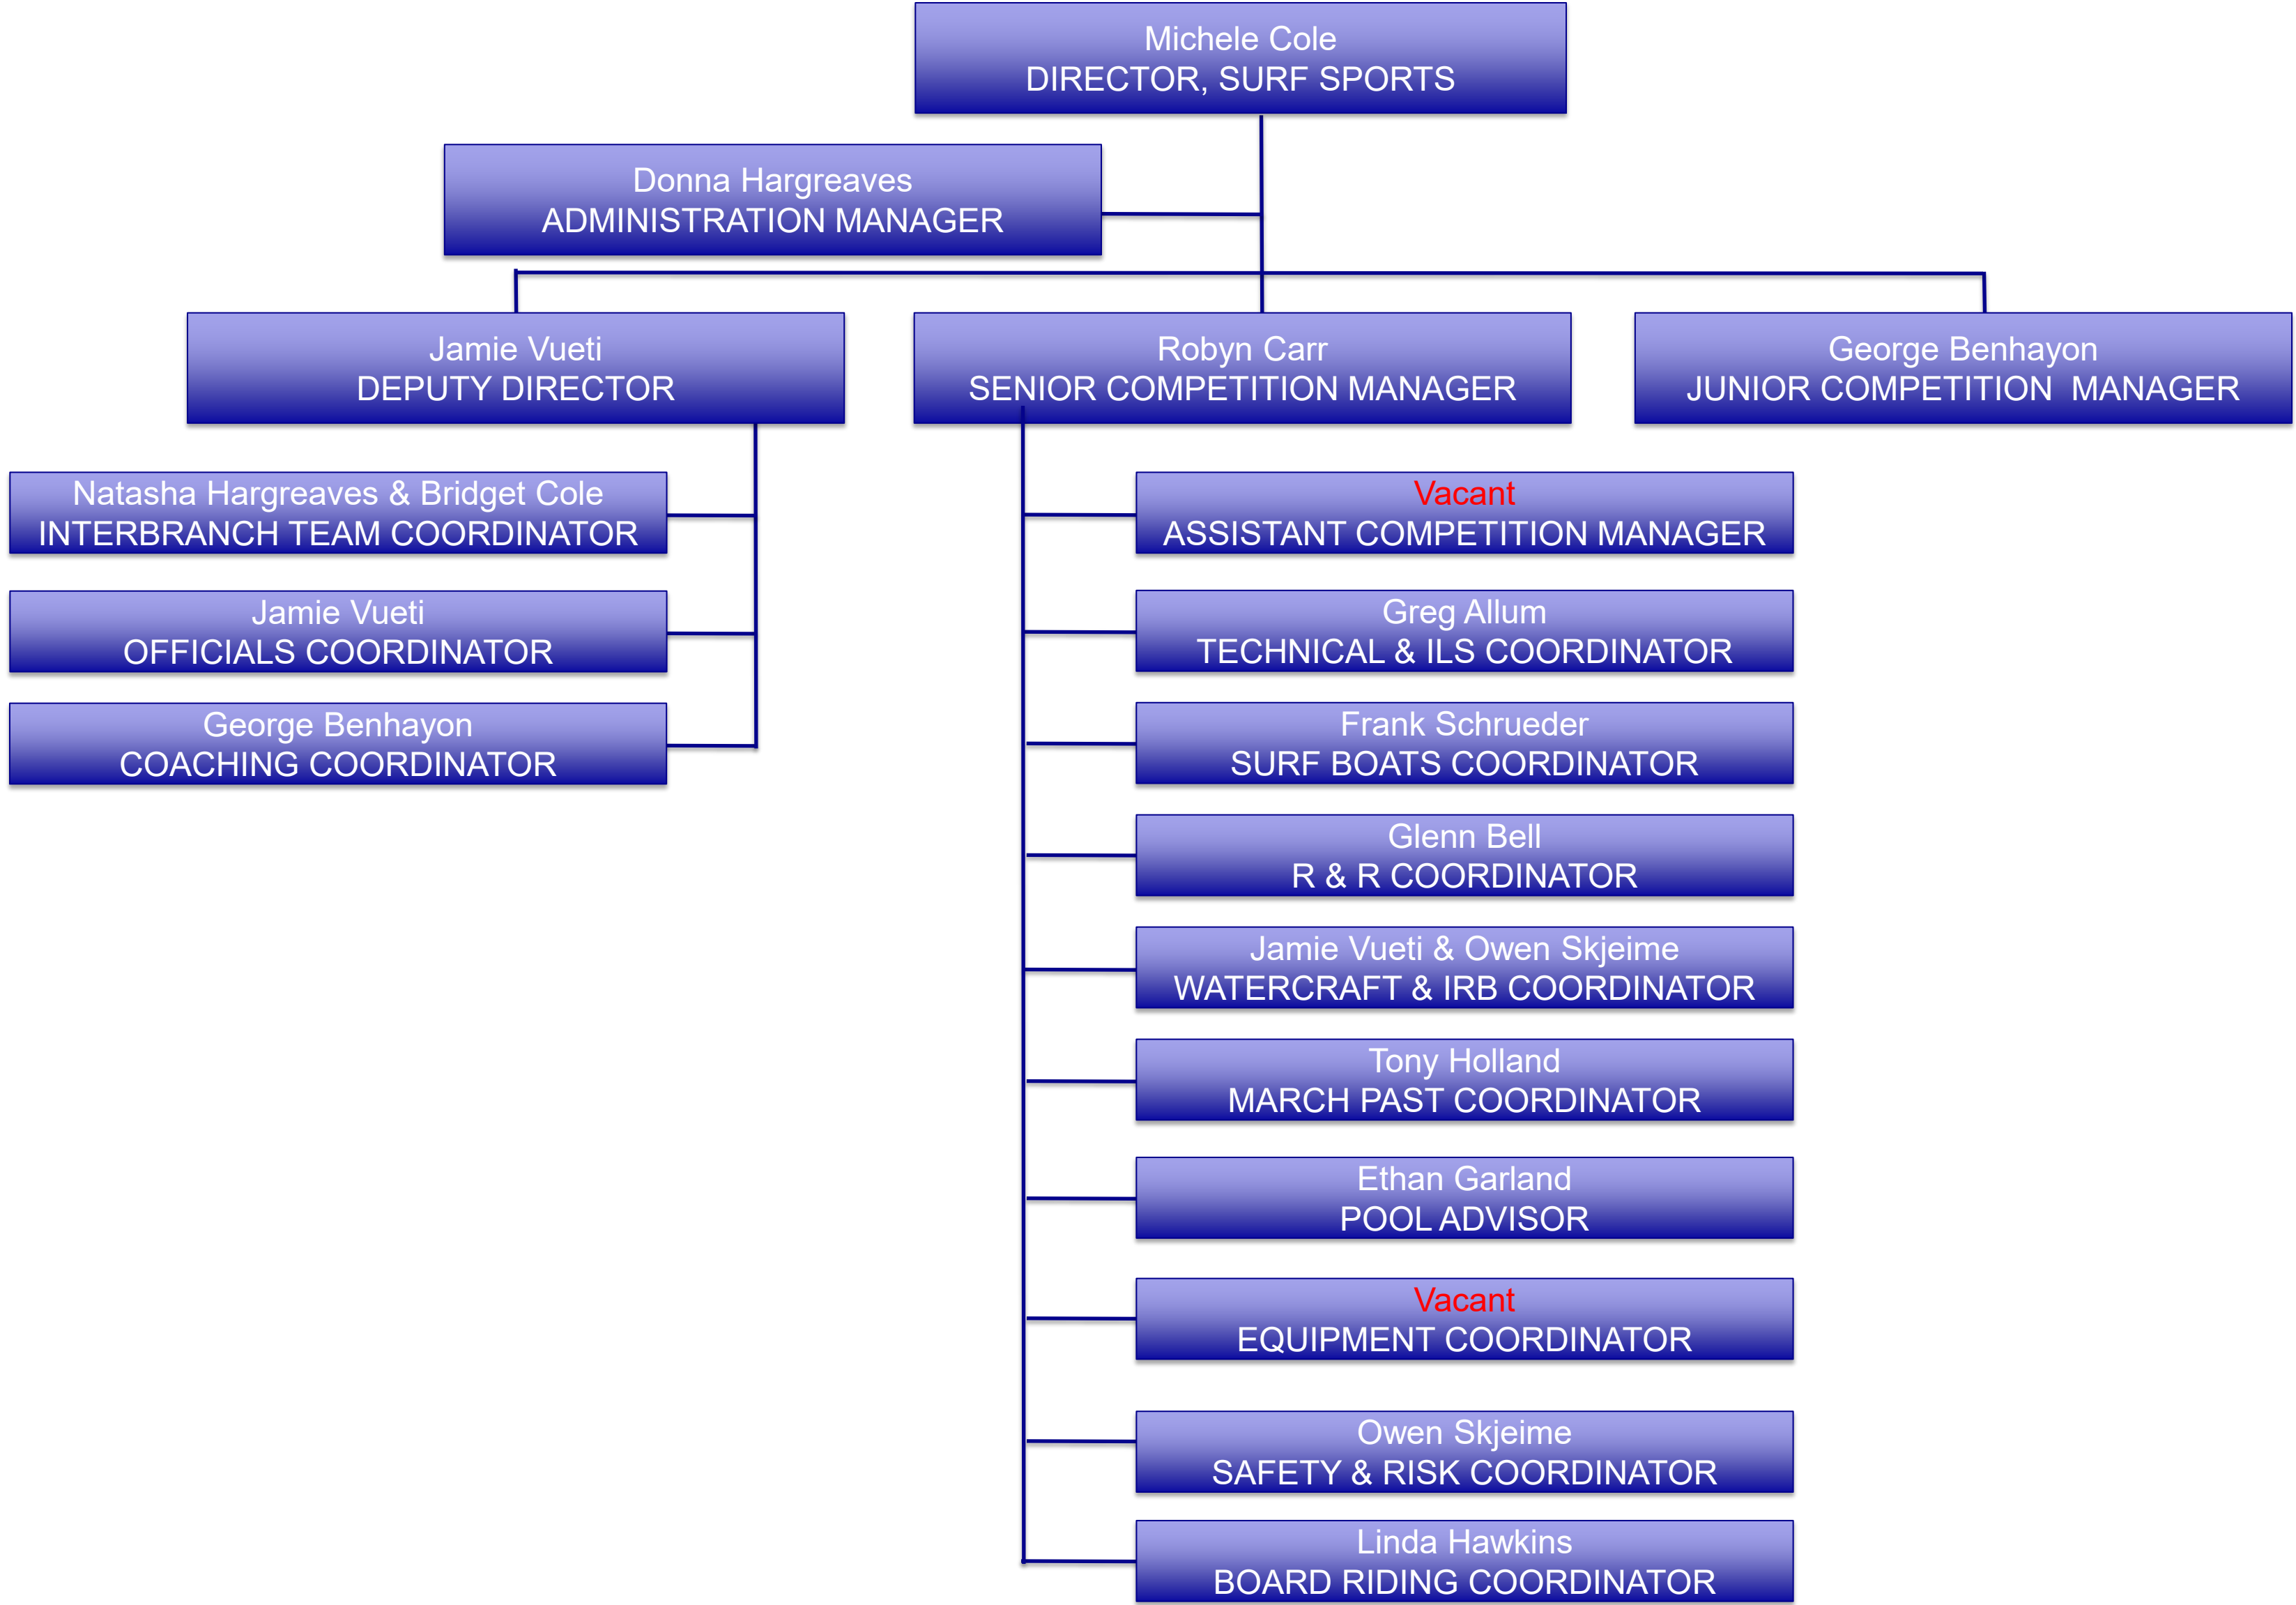 Michele Cole
DIRECTOR, SURF SPORTS
Donna Hargreaves
ADMINISTRATION MANAGER
Jamie Vueti
DEPUTY DIRECTOR
Robyn Carr
SENIOR COMPETITION MANAGER
George Benhayon
JUNIOR COMPETITION  MANAGER
Natasha Hargreaves & Bridget Cole
INTERBRANCH TEAM COORDINATOR
Jamie Vueti
OFFICIALS COORDINATOR
George Benhayon
COACHING COORDINATOR
Vacant
ASSISTANT COMPETITION MANAGER
Greg Allum
TECHNICAL & ILS COORDINATOR
Frank Schrueder
SURF BOATS COORDINATOR
Glenn Bell
R & R COORDINATOR
Jamie Vueti & Owen Skjeime
WATERCRAFT & IRB COORDINATOR
Tony Holland
MARCH PAST COORDINATOR
Ethan Garland
POOL ADVISOR
Vacant
EQUIPMENT COORDINATOR
Owen Skjeime
SAFETY & RISK COORDINATOR
Linda Hawkins
BOARD RIDING COORDINATOR